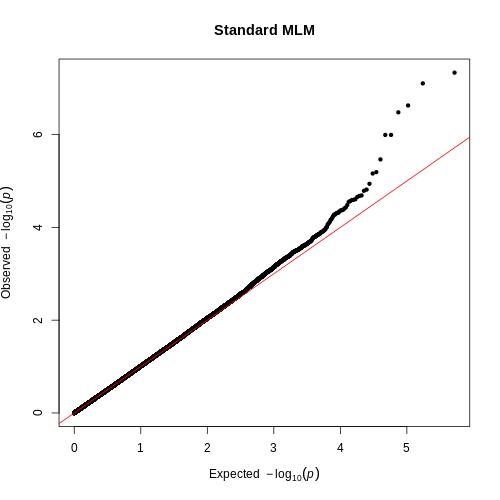 Standard MLM
Observed −log₁₀(p)
6
4
2
0
0 1 2 3 4 5
Expected −log₁₀(p)